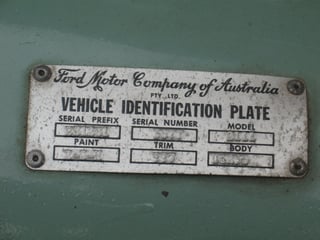 Ford Motor Company of Australia
PTY. LTD.
VEHICLE IDENTIFICATION PLATE
SERIAL PREFIX SERIAL NUMBER MODEL
PAINT TRIM BODY